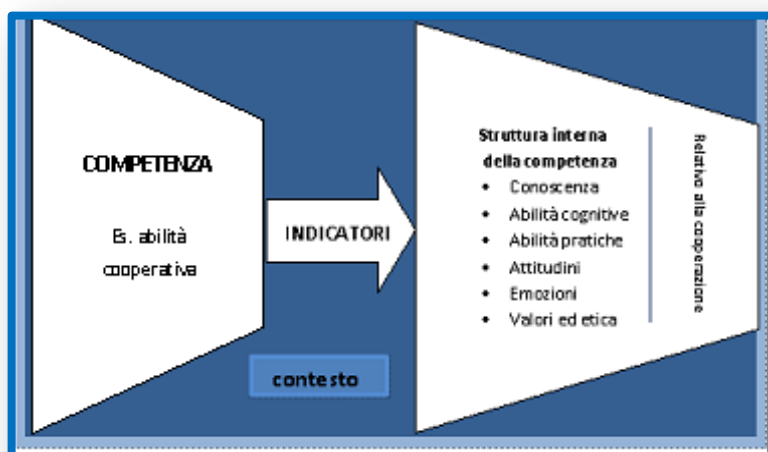 COMPETENZA
Es. abilità
cooperativa
INDICATORI
contesto
Struttura interna
della competenza
• Conoscenza
• Abilità cognitive
• Abilità pratiche
• Attitudini
• Emozioni
• Valori ed etica
Relativo alla cooperazione